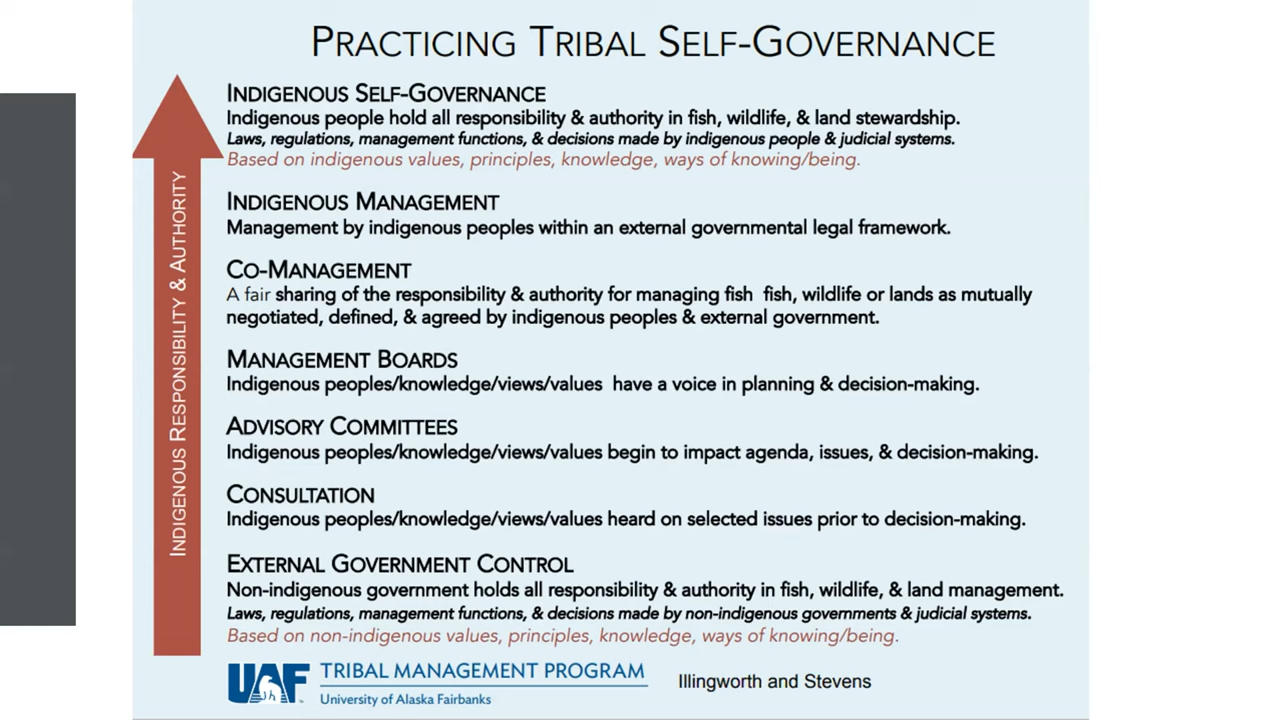 PRACTICING TRIBAL SELF-GOVERNANCE
INDIGENOUS RESPONSIBILITY & AUTHORITY
INDIGENOUS SELF-GOVERNANCE
Indigenous people hold all responsibility & authority in fish, wildlife, & land stewardship.
Laws, regulations, management functions, & decisions made by indigenous people & judicial systems.
Based on indigenous values, principles, knowledge, ways of knowing/being.
INDIGENOUS MANAGEMENT
Management by indigenous peoples within an external governmental legal framework.
CO-MANAGEMENT
A fair sharing of the responsibility & authority for managing fish fish, wildlife or lands as mutually
negotiated, defined, & agreed by indigenous peoples & external government.
MANAGEMENT BOARDS
Indigenous peoples/knowledge/views/values have a voice in planning & decision-making.
ADVISORY COMMITTEES
Indigenous peoples/knowledge/views/values begin to impact agenda, issues, & decision-making.
CONSULTATION
Indigenous peoples/knowledge/views/values heard on selected issues prior to decision-making.
EXTERNAL GOVERNMENT CONTROL
Non-indigenous government holds all responsibility & authority in fish, wildlife, & land management.
Laws, regulations, management functions, & decisions made by non-indigenous governments & judicial systems.
Based on non-indigenous values, principles, knowledge, ways of knowing/being.
UAF
TRIBAL MANAGEMENT PROGRAM
University of Alaska Fairbanks
Illingworth and Stevens